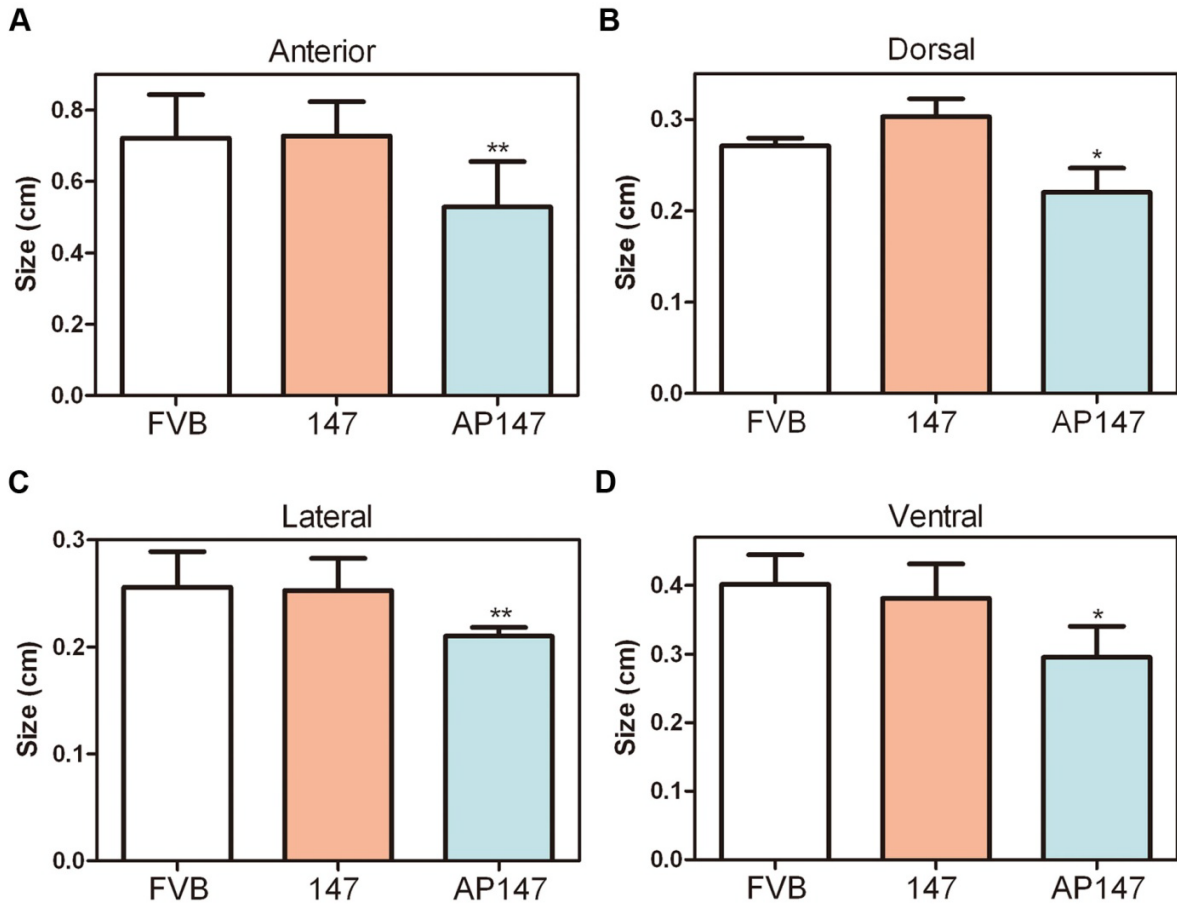 A
Anterior
Size (cm)
0.8
0.6
0.4
0.2
0.0
**
FVB 147 AP147
B
Dorsal
Size (cm)
0.3
0.2
0.1
0.0
*
FVB 147 AP147
C
Lateral
Size (cm)
0.3
0.2
0.1
0.0
**
FVB 147 AP147
D
Ventral
Size (cm)
0.4
0.3
0.2
0.1
0.0
*
FVB 147 AP147